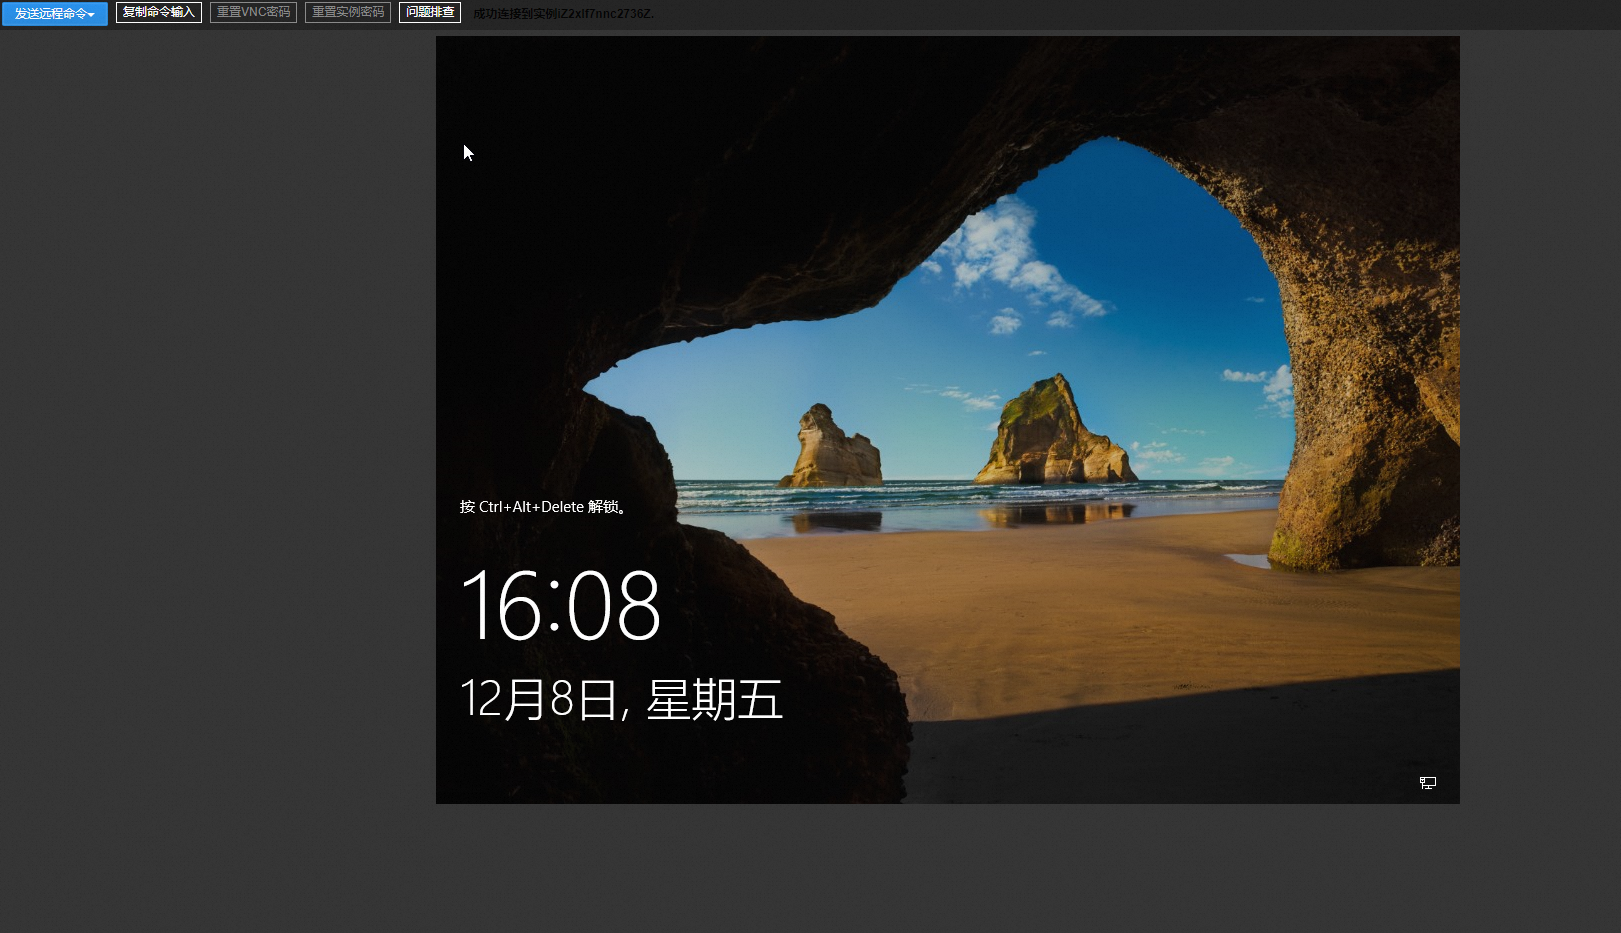 发送远程命令 复制命令输入 重置VNC密码 重置实例密码 问题排查 成功连接到实例iZ2xlf7nnc2736Z.
按 Ctrl+Alt+Delete 解锁。
16:08
12月8日, 星期五